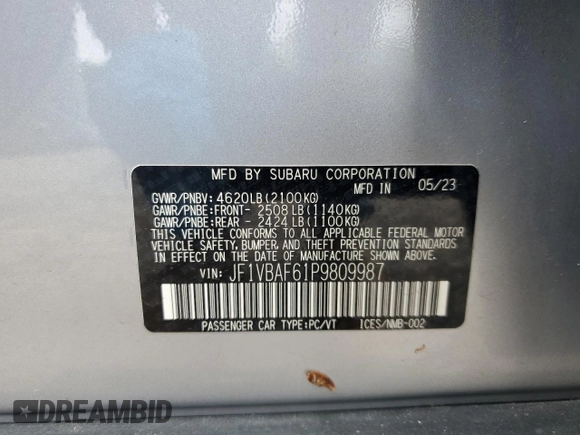 MFD BY SUBARU CORPORATION
GVWR/PNBV: 4620LB(2100KG) MFD IN 05/23
GAWR/PNBE:FRONT- 2508LB(1140KG)
GAWR/PNBE:REAR - 2424LB(1100KG)
THIS VEHICLE CONFORMS TO ALL APPLICABLE FEDERAL MOTOR
VEHICLE SAFETY, BUMPER, AND THEFT PREVENTION STANDARDS
IN EFFECT ON THE DATE OF MANUFACTURE SHOWN ABOVE.
VIN: JF1VBAF61P9809987
PASSENGER CAR TYPE:PC/VT ICES/NMB-002
DREAMBID